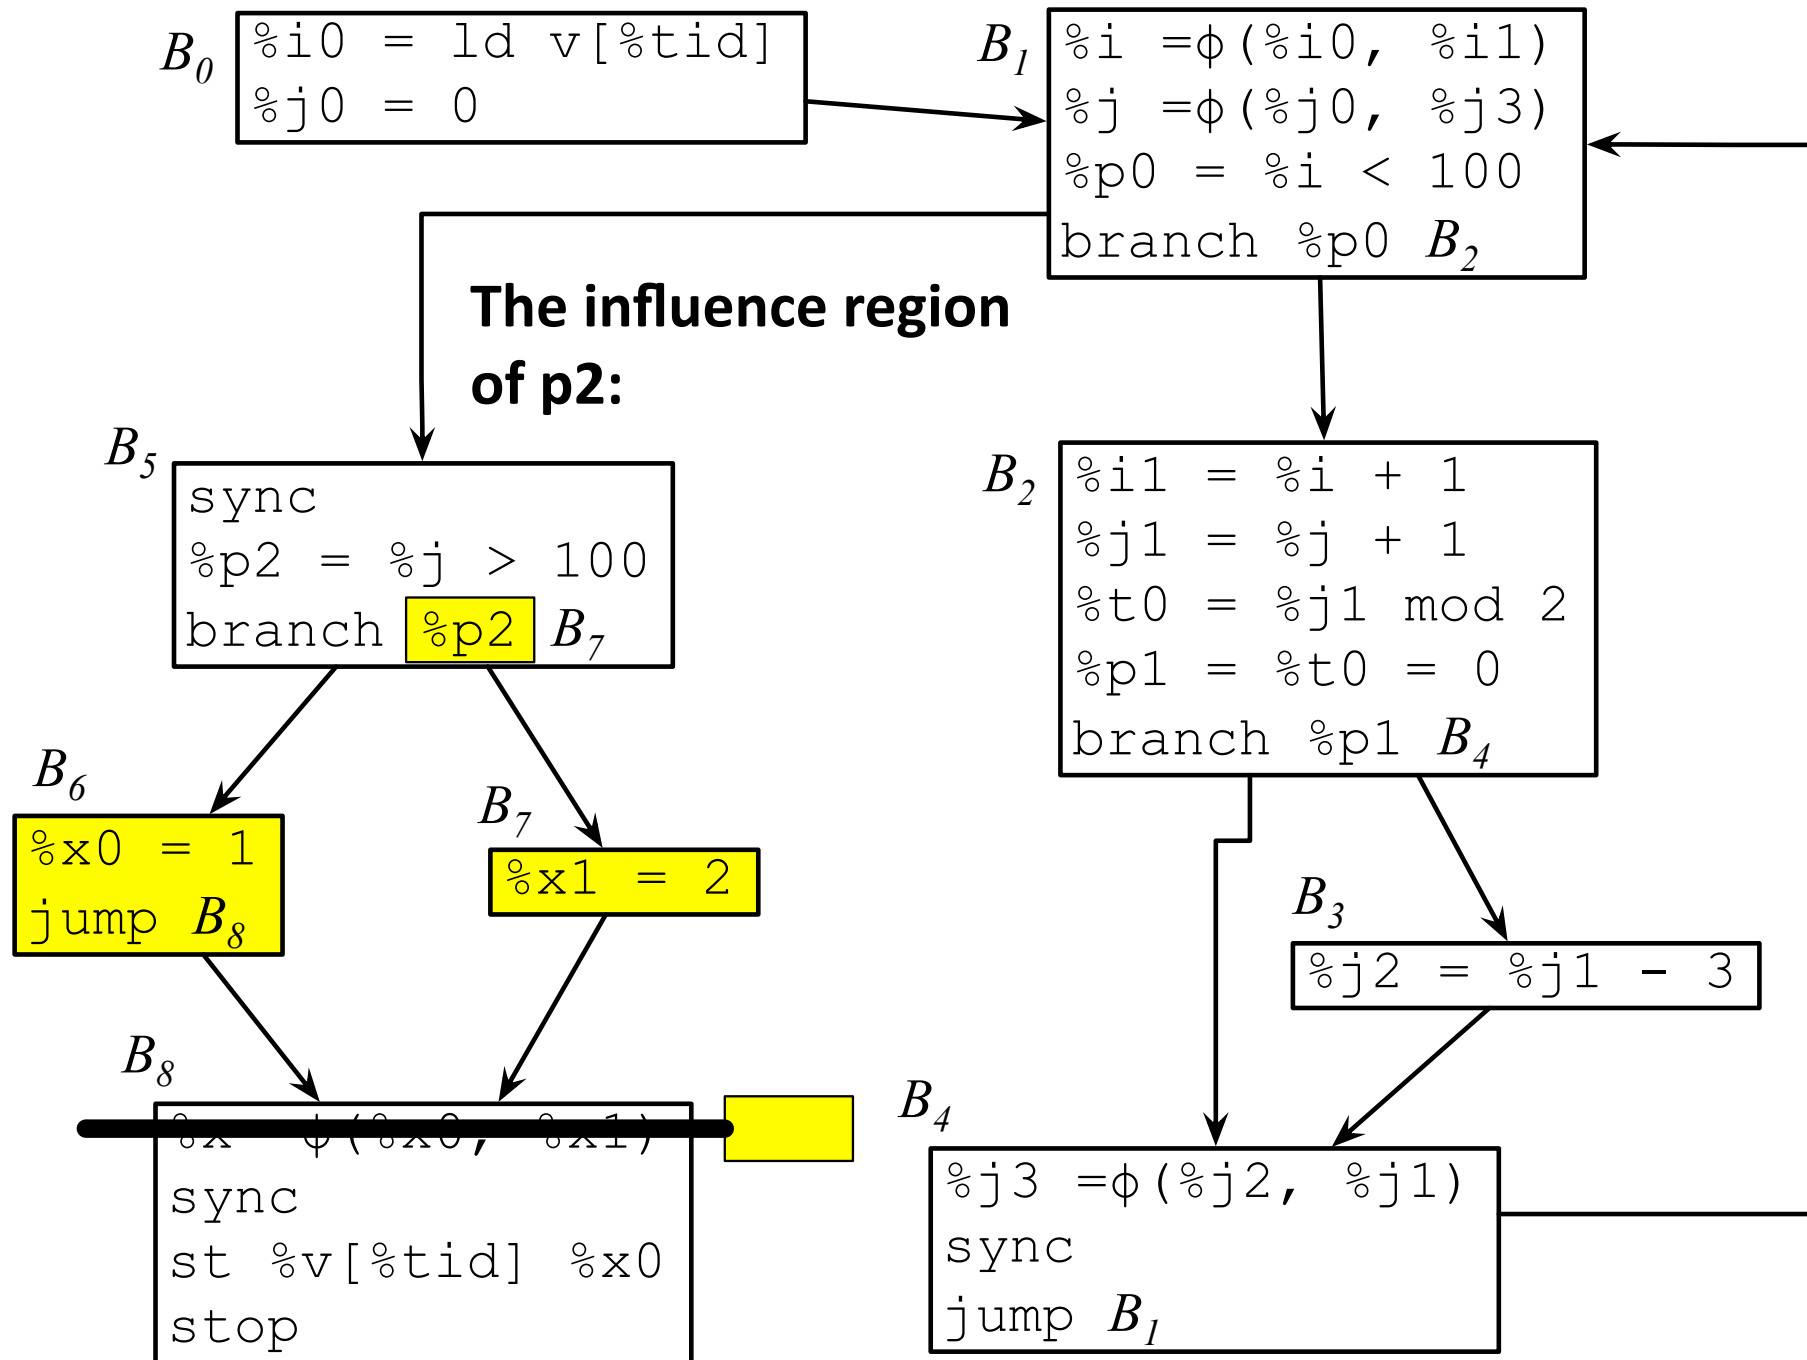 B0
%i0 = ld v[%tid]
%j0 = 0
B1
%i =ϕ(%i0, %i1)
%j =ϕ(%j0, %j3)
%p0 = %i < 100
branch %p0 B2
The influence region
of p2:
B5
sync
%p2 = %j > 100
branch %p2 B7
B2
%i1 = %i + 1
%j1 = %j + 1
%t0 = %j1 mod 2
%p1 = %t0 = 0
branch %p1 B4
B6
%x0 = 1
jump B8
B7
%x1 = 2
B3
%j2 = %j1 - 3
B8
%x ϕ(%x0, %x1)
sync
st %v[%tid] %x0
stop
B4
%j3 =ϕ(%j2, %j1)
sync
jump B1